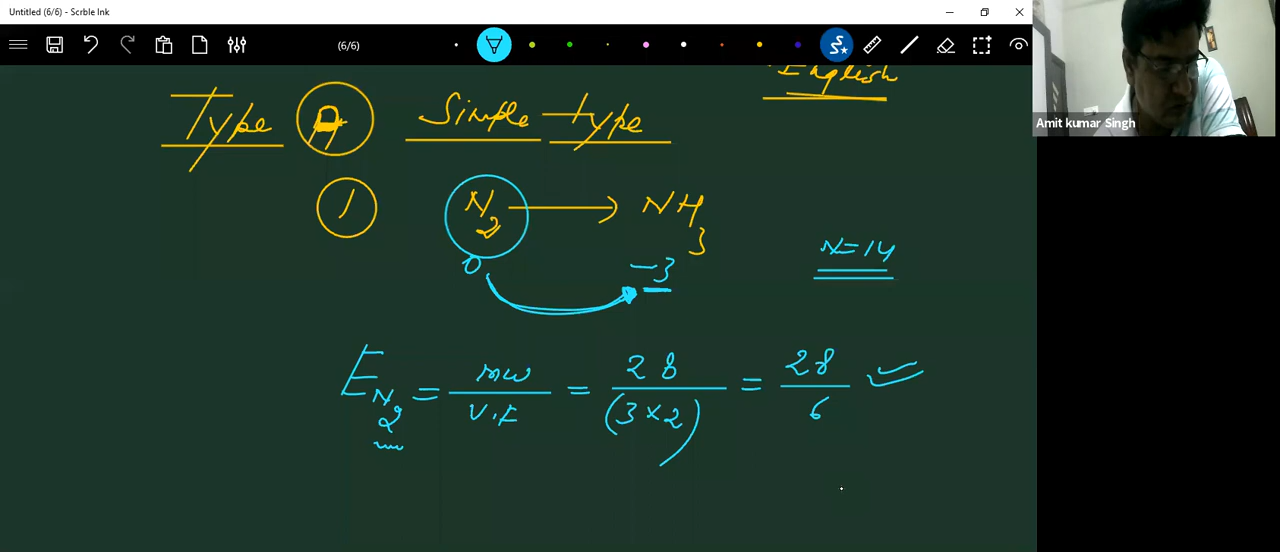 Untitled (6/6) - Scrble Ink
(6/6)
English
Type A Simple type
1 N2 → NH3
0 -3
N=14
EN2 = mw / V.F = 28 / (3×2) = 28 / 6
Amit kumar Singh